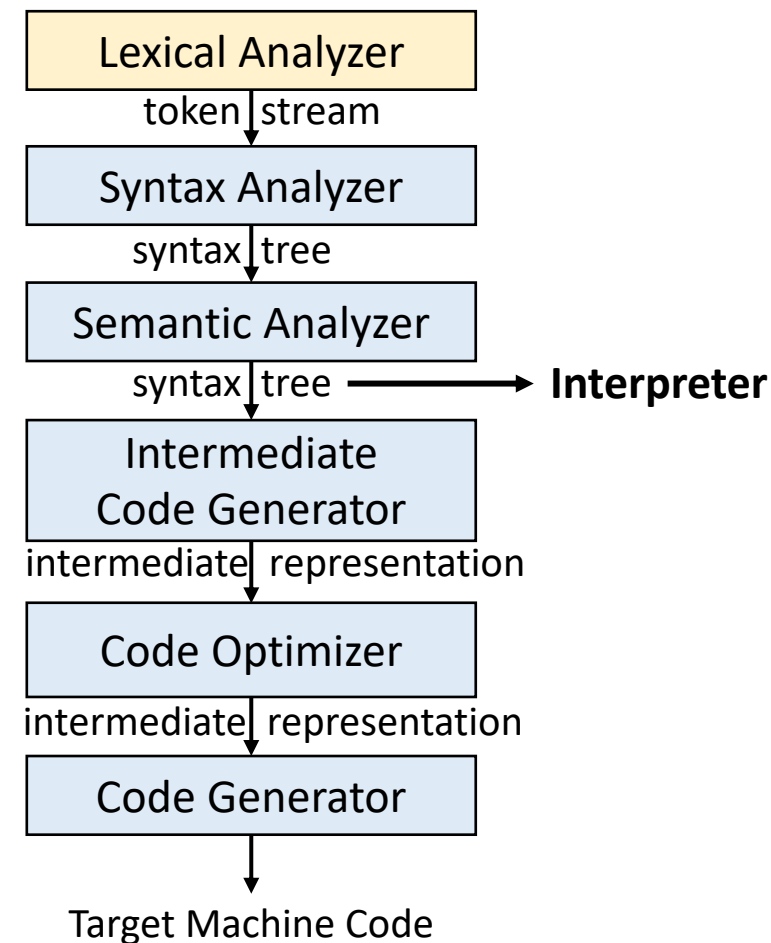 Lexical Analyzer
token stream
Syntax Analyzer
syntax tree
Semantic Analyzer
syntax tree Interpreter
Intermediate
Code Generator
intermediate representation
Code Optimizer
intermediate representation
Code Generator
Target Machine Code